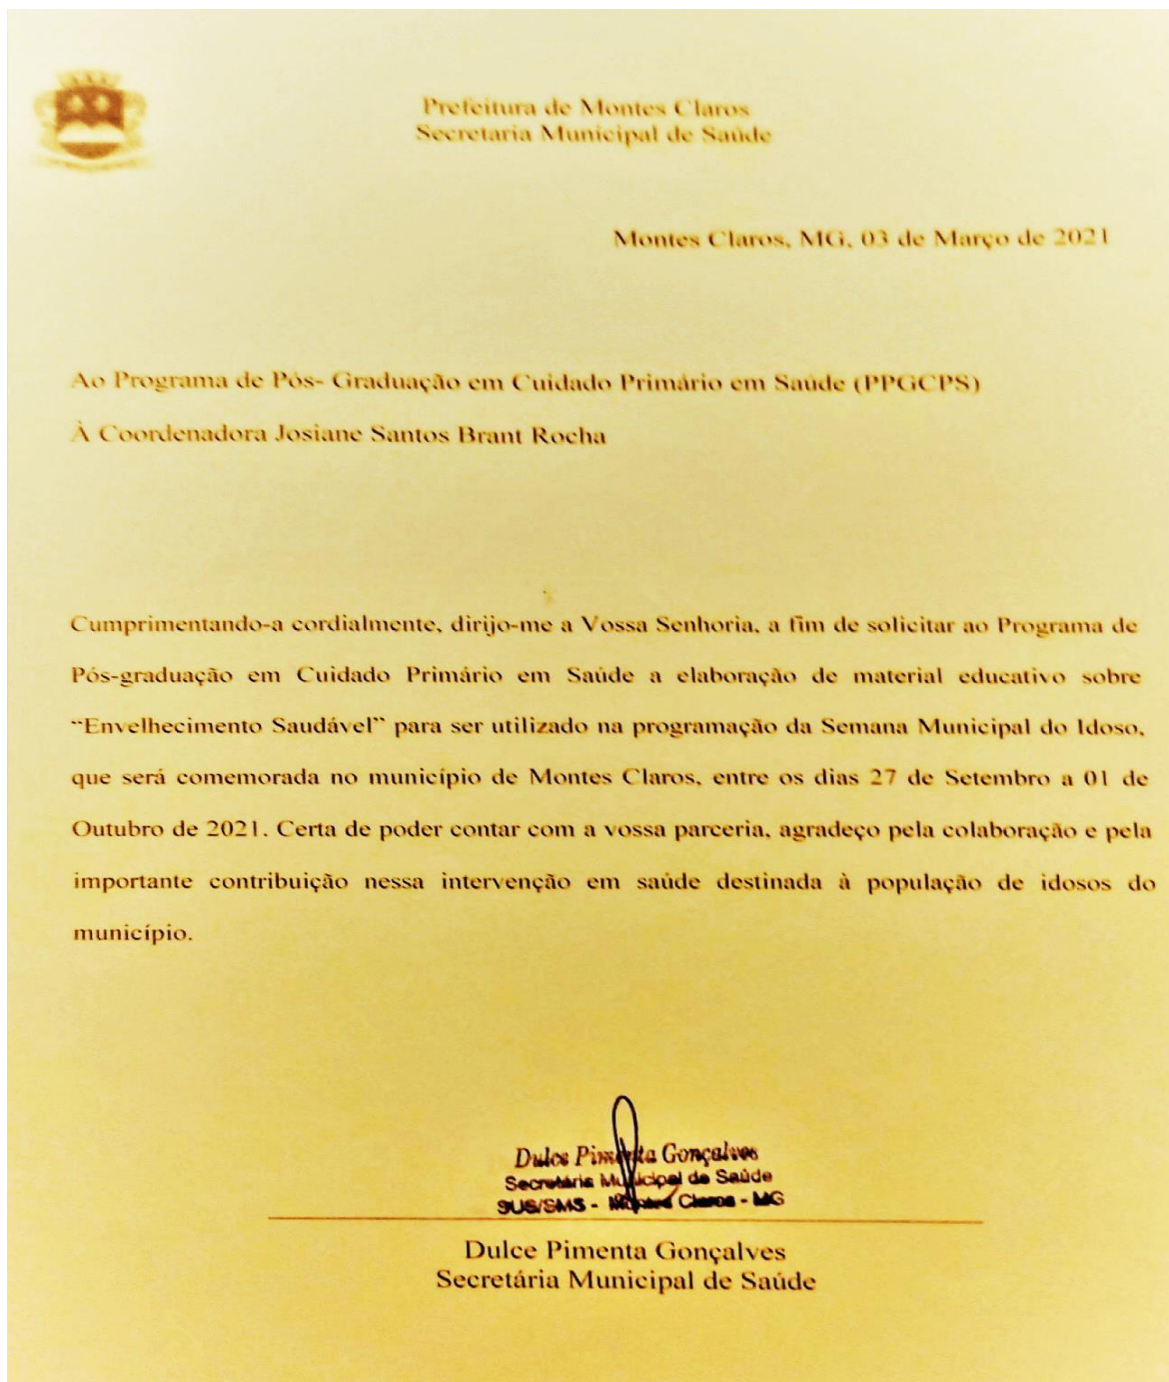 Prefeitura de Montes Claros
Secretaria Municipal de Saúde
Montes Claros, MG, 03 de Março de 2021
Ao Programa de Pós- Graduação em Cuidado Primário em Saúde (PPGCPS)
À Coordenadora Josiane Santos Brant Rocha
Cumprimentando-a cordialmente, dirijo-me a Vossa Senhoria, a fim de solicitar ao Programa de
Pós-graduação em Cuidado Primário em Saúde a elaboração de material educativo sobre
“Envelhecimento Saudável” para ser utilizado na programação da Semana Municipal do Idoso,
que será comemorada no município de Montes Claros, entre os dias 27 de Setembro a 01 de
Outubro de 2021. Certa de poder contar com a vossa parceria, agradeço pela colaboração e pela
importante contribuição nessa intervenção em saúde destinada à população de idosos do
município.
Dulce Pimenta Gonçalves
Secretária Municipal de Saúde
SUS/SMS - Montes Claros - MG
Dulce Pimenta Gonçalves
Secretária Municipal de Saúde